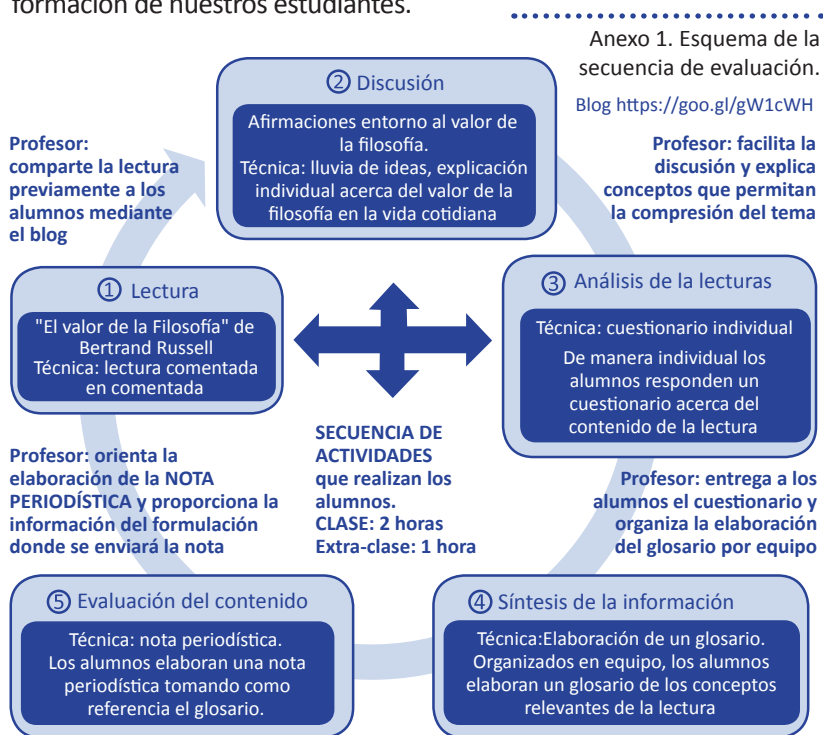 formación de nuestros estudiantes.
Anexo 1. Esquema de la
secuencia de evaluación.
Blog https://goo.gl/gW1cWH
② Discusión
Afirmaciones entorno al valor de
la filosofía.
Técnica: lluvia de ideas, explicación
individual acerca del valor de la
filosofía en la vida cotidiana
Profesor:
comparte la lectura
previamente a los
alumnos mediante
el blog
Profesor: facilita la
discusión y explica
conceptos que permitan
la compresión del tema
① Lectura
"El valor de la Filosofía" de
Bertrand Russell
Técnica: lectura comentada
en comentada
③ Análisis de la lecturas
Técnica: cuestionario individual
De manera individual los
alumnos responden un
cuestionario acerca del
contenido de la lectura
Profesor: orienta la
elaboración de la NOTA
PERIODÍSTICA y proporciona la
información del formulación
donde se enviará la nota
SECUENCIA DE
ACTIVIDADES
que realizan los
alumnos.
CLASE: 2 horas
Extra-clase: 1 hora
Profesor: entrega a los
alumnos el cuestionario y
organiza la elaboración
del glosario por equipo
⑤ Evaluación del contenido
Técnica: nota periodística.
Los alumnos elaboran una nota
periodística tomando como
referencia el glosario.
④ Síntesis de la información
Técnica:Elaboración de un glosario.
Organizados en equipo, los alumnos
elaboran un glosario de los conceptos
relevantes de la lectura